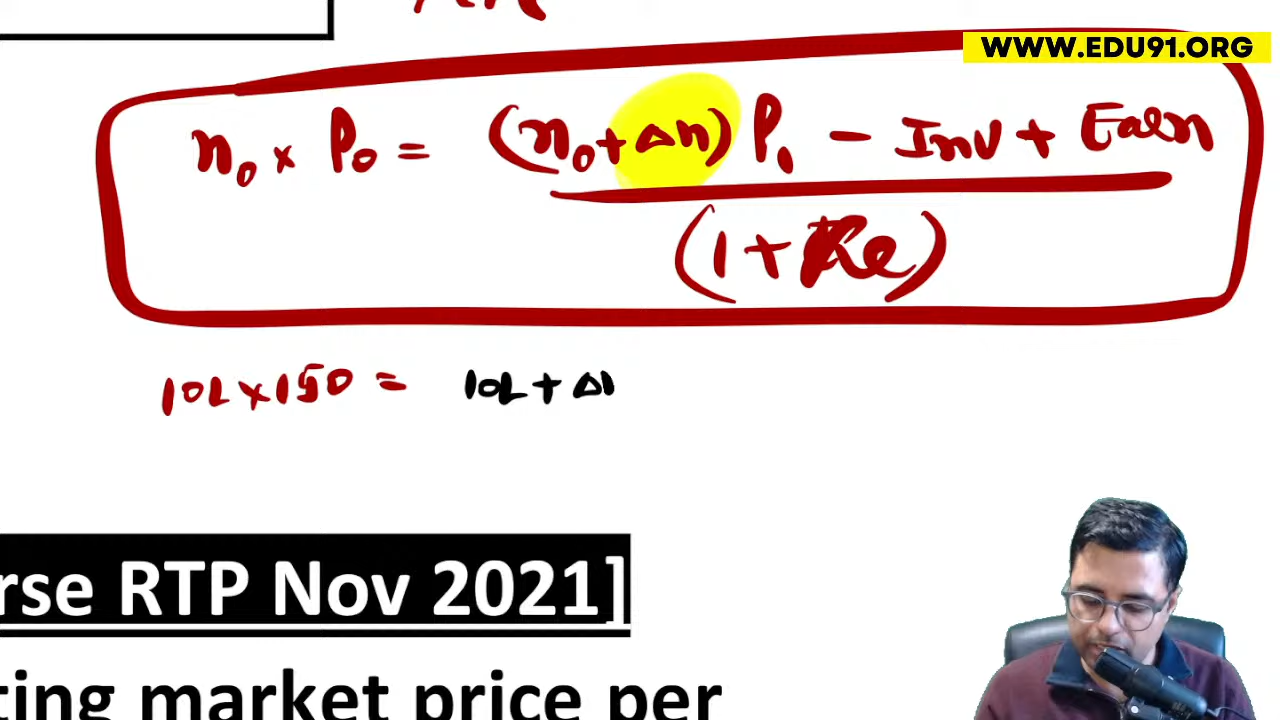 WWW.EDU91.ORG
n₀ × P₀ = (n₀ + Δn) P₁ – Inv + Earn
(1 + Ke)
10L × 150 = 10L + Δ
rse RTP Nov 2021]
ting market price per